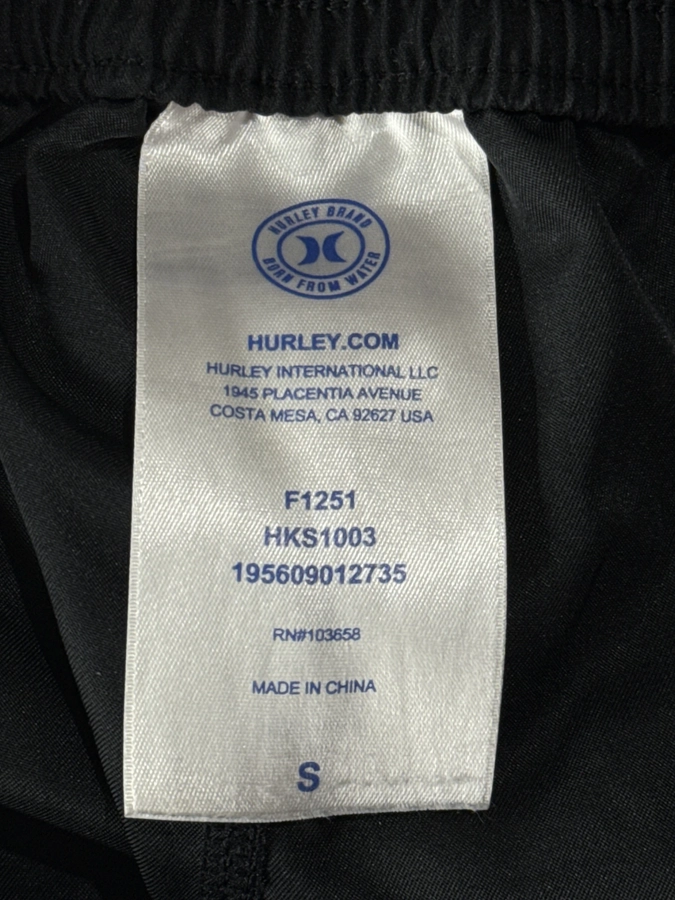 HURLEY BRAND
BORN FROM WATER
HURLEY.COM
HURLEY INTERNATIONAL LLC
1945 PLACENTIA AVENUE
COSTA MESA, CA 92627 USA
F1251
HKS1003
195609012735
RN#103658
MADE IN CHINA
S